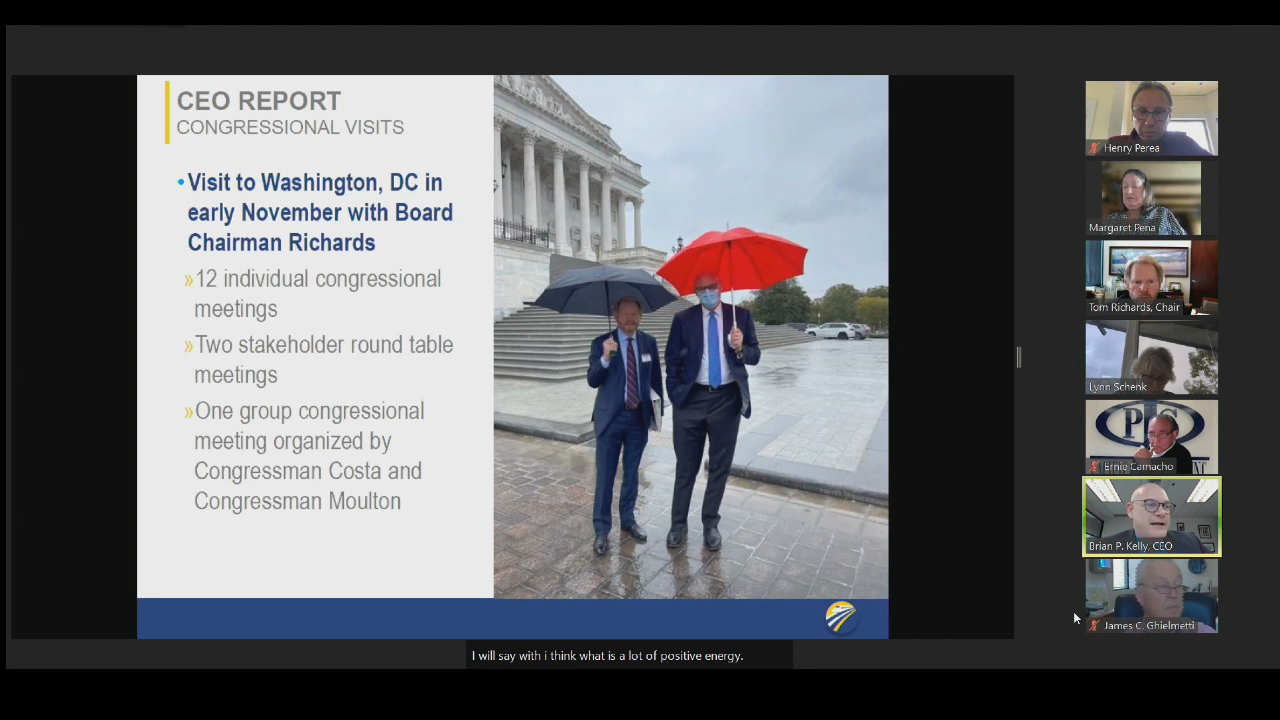 CEO REPORT
CONGRESSIONAL VISITS
•Visit to Washington, DC in
early November with Board
Chairman Richards
»12 individual congressional
meetings
»Two stakeholder round table
meetings
»One group congressional
meeting organized by
Congressman Costa and
Congressman Moulton
Henry Perea
Margaret Pena
Tom Richards, Chair
Lynn Schenk
Ernie Camacho
Brian P. Kelly, CEO
James C. Ghielmetti
I will say with i think what is a lot of positive energy.